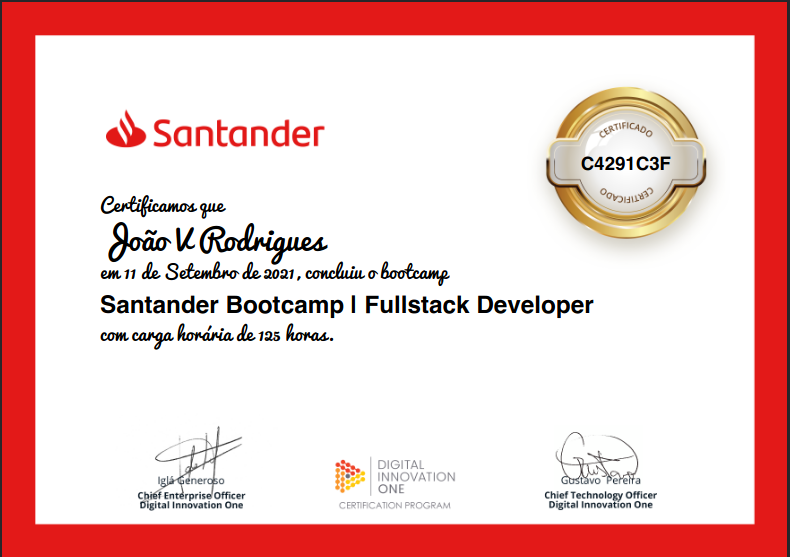 Santander
CERTIFICADO
C4291C3F
CERTIFICADO
Certificamos que
João V. Rodrigues
em 11 de Setembro de 2021, concluiu o bootcamp
Santander Bootcamp | Fullstack Developer
com carga horária de 125 horas.
Iglá Generoso
Chief Enterprise Officer
Digital Innovation One
DIGITAL
INNOVATION
ONE
CERTIFICATION PROGRAM
Gustavo Pereira
Chief Technology Officer
Digital Innovation One